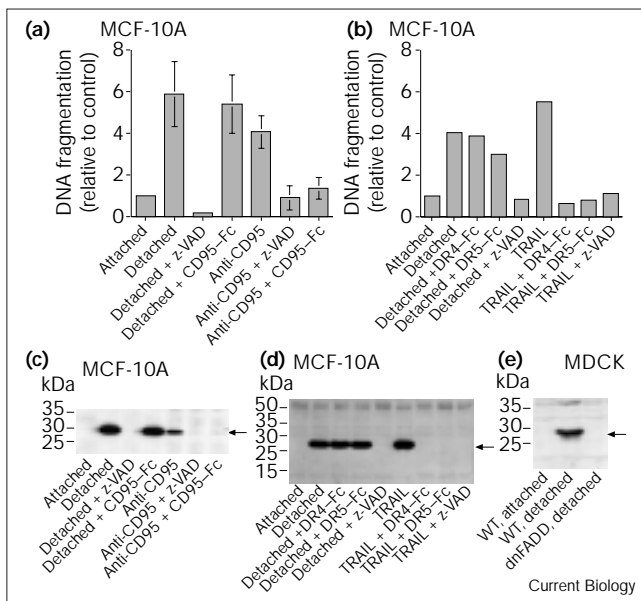 (a) MCF-10A
DNA fragmentation
(relative to control)
8
6
4
2
0
Attached
Detached
Detached + z-VAD
Detached + CD95–Fc
Anti-CD95
Anti-CD95 + z-VAD
Anti-CD95 + CD95–Fc
(b) MCF-10A
DNA fragmentation
(relative to control)
8
6
4
2
0
Attached
Detached
Detached +DR4–Fc
Detached +DR5–Fc
Detached + z-VAD
TRAIL
TRAIL + DR4–Fc
TRAIL + DR5–Fc
TRAIL + z-VAD
(c) MCF-10A
kDa
35
30
25
Attached
Detached
Detached + z-VAD
Detached + CD95–Fc
Anti-CD95
Anti-CD95 + z-VAD
Anti-CD95 + CD95–Fc
(d) MCF-10A
kDa
50
35
30
25
15
Attached
Detached
Detached +DR4–Fc
Detached + DR5–Fc
Detached + z-VAD
TRAIL
TRAIL + DR4–Fc
TRAIL + DR5–Fc
TRAIL + z-VAD
(e) MDCK
kDa
35
30
25
WT, attached
WT, detached
dnFADD, detached
Current Biology